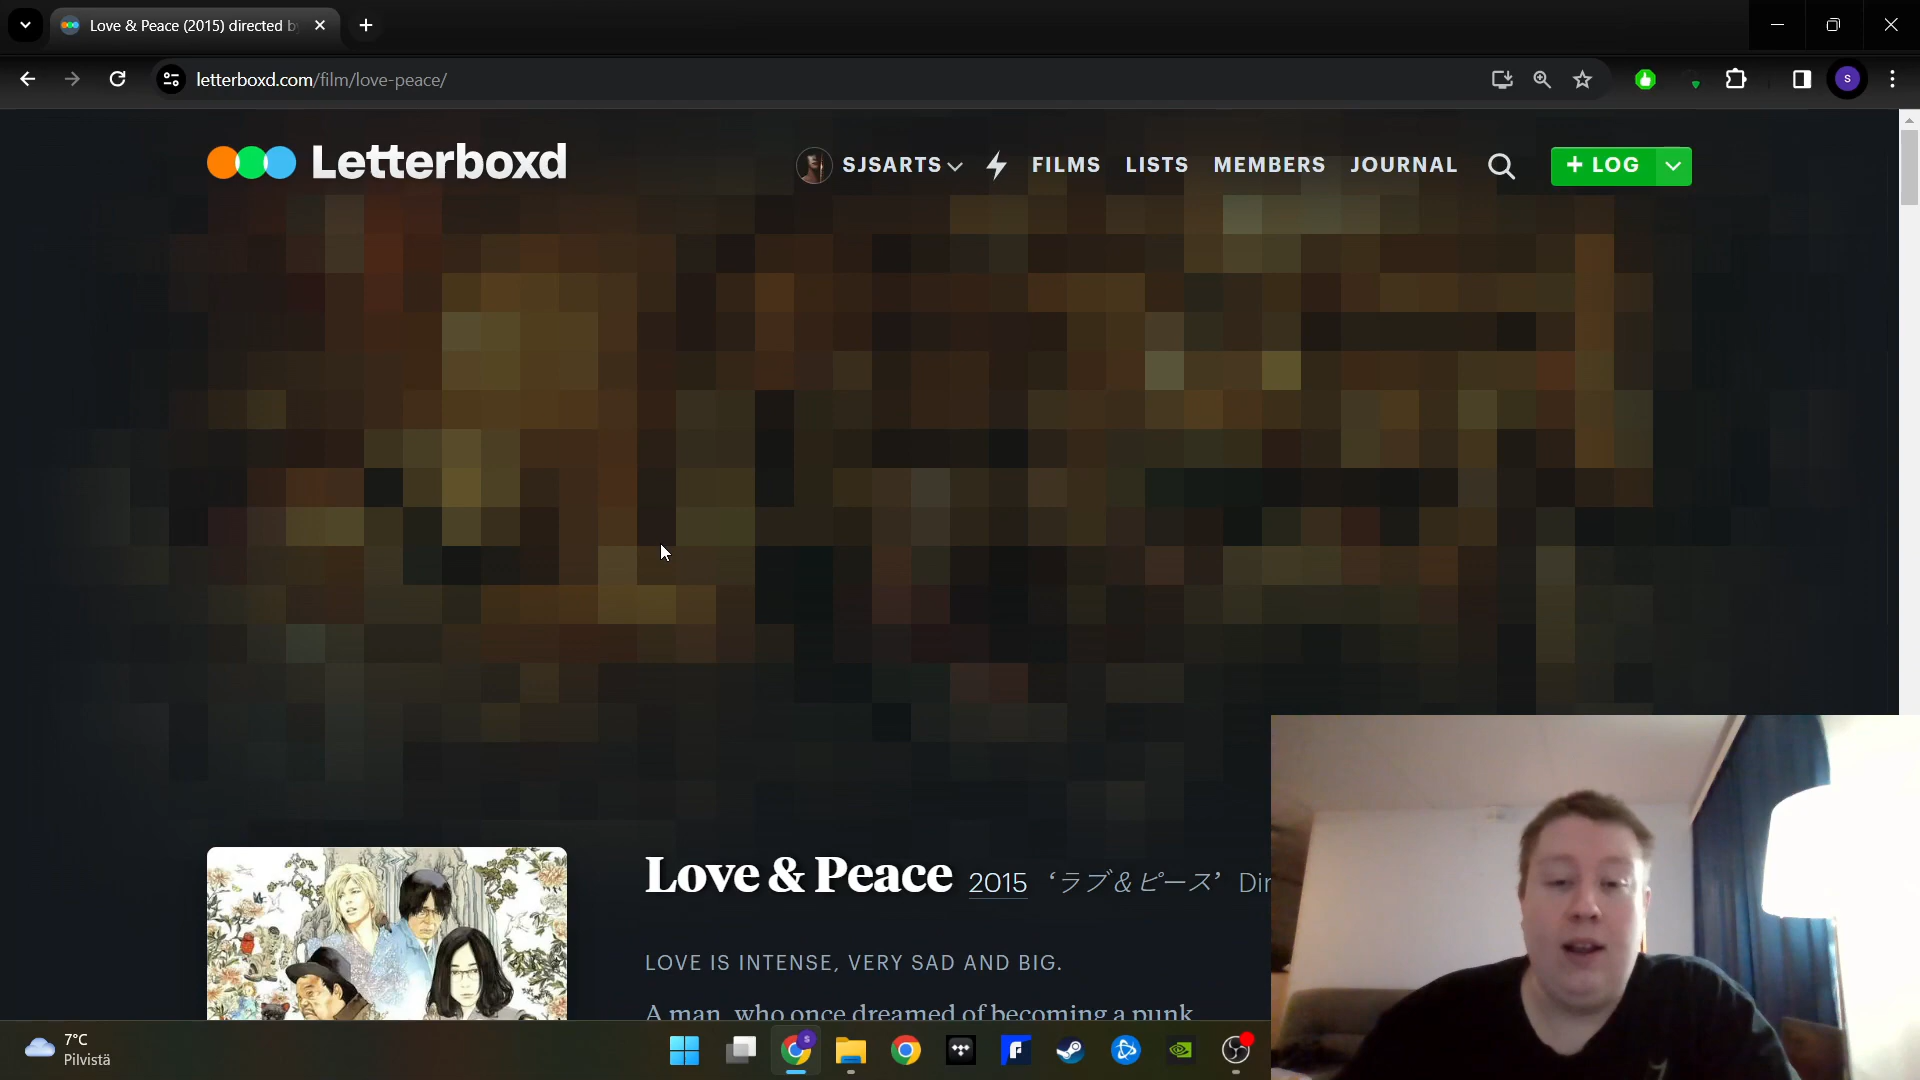 Love & Peace (2015) directed b
letterboxd.com/film/love-peace/
S
Letterboxd
SJSARTS
FILMS
LISTS
MEMBERS
JOURNAL
+ LOG
Love & Peace 2015 ‘ラブ&ピース’ Dir
LOVE IS INTENSE, VERY SAD AND BIG.
A man, who once dreamed of becoming a punk
7°C
Pilvistä